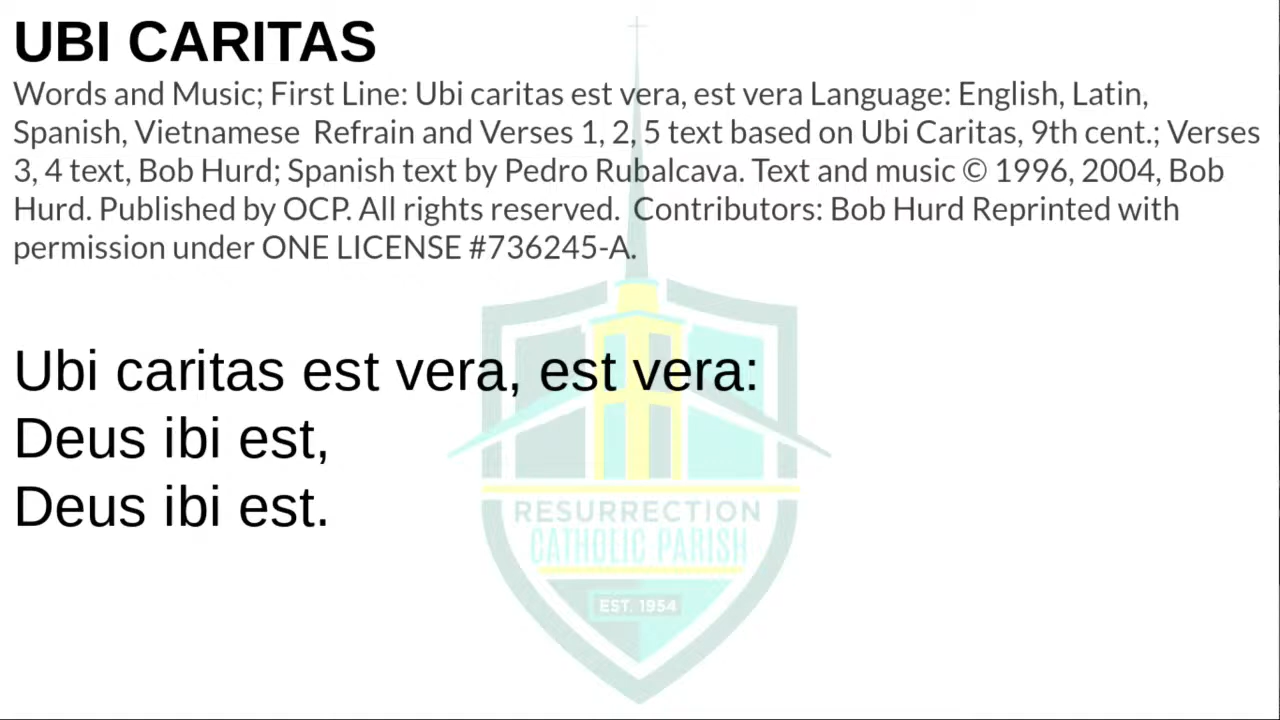 UBI CARITAS
Words and Music; First Line: Ubi caritas est vera, est vera Language: English, Latin,
Spanish, Vietnamese  Refrain and Verses 1, 2, 5 text based on Ubi Caritas, 9th cent.; Verses
3, 4 text, Bob Hurd; Spanish text by Pedro Rubalcava. Text and music © 1996, 2004, Bob
Hurd. Published by OCP. All rights reserved.  Contributors: Bob Hurd Reprinted with
permission under ONE LICENSE #736245-A.
Ubi caritas est vera, est vera:
Deus ibi est,
Deus ibi est.
RESURRECTION
CATHOLIC PARISH
EST. 1954